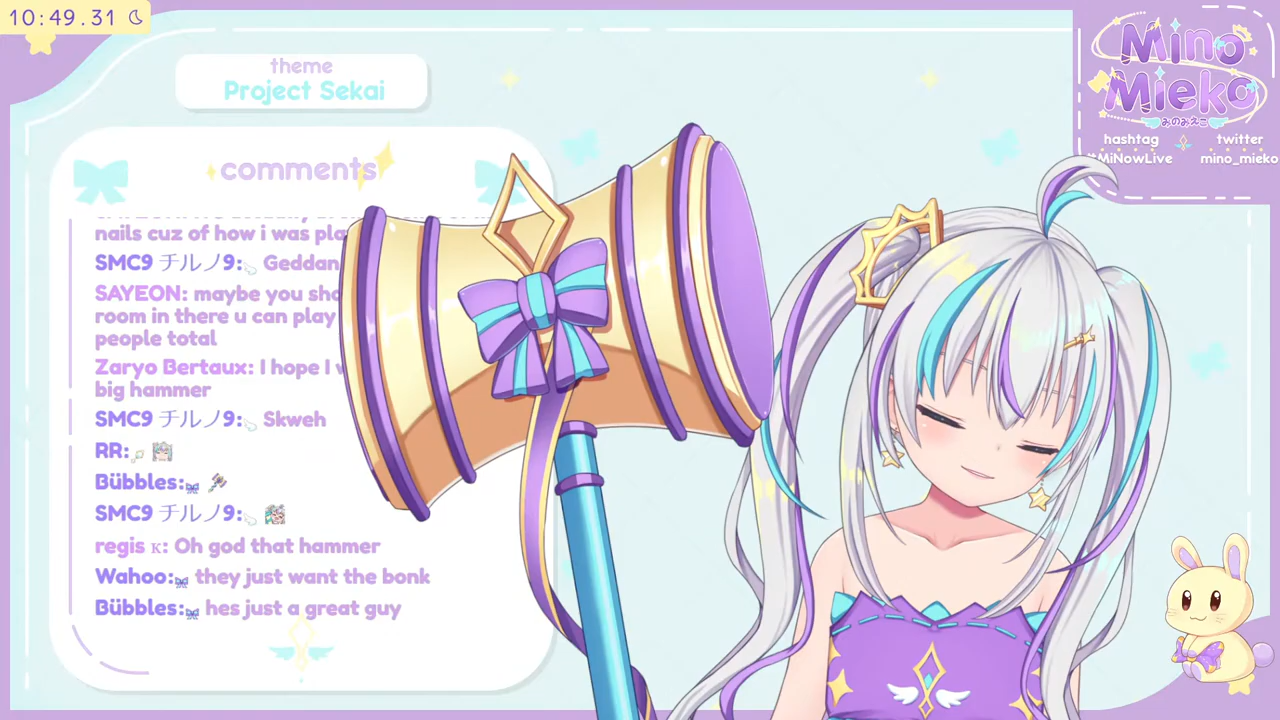 10:49.31
theme
Project Sekai
comments
nails cuz of how i was pla
SMC9 チルノ9: Geddan
SAYEON: maybe you sho
room in there u can play
people total
Zaryo Bertaux: I hope I
big hammer
SMC9 チルノ9: Skweh
RR:
Bübbles:
SMC9 チルノ9:
regis к: Oh god that hammer
Wahoo: they just want the bonk
Bübbles: hes just a great guy
Mino
Mieko
みのみえこ
hashtag
twitter
#MiNowLive
mino_mieko